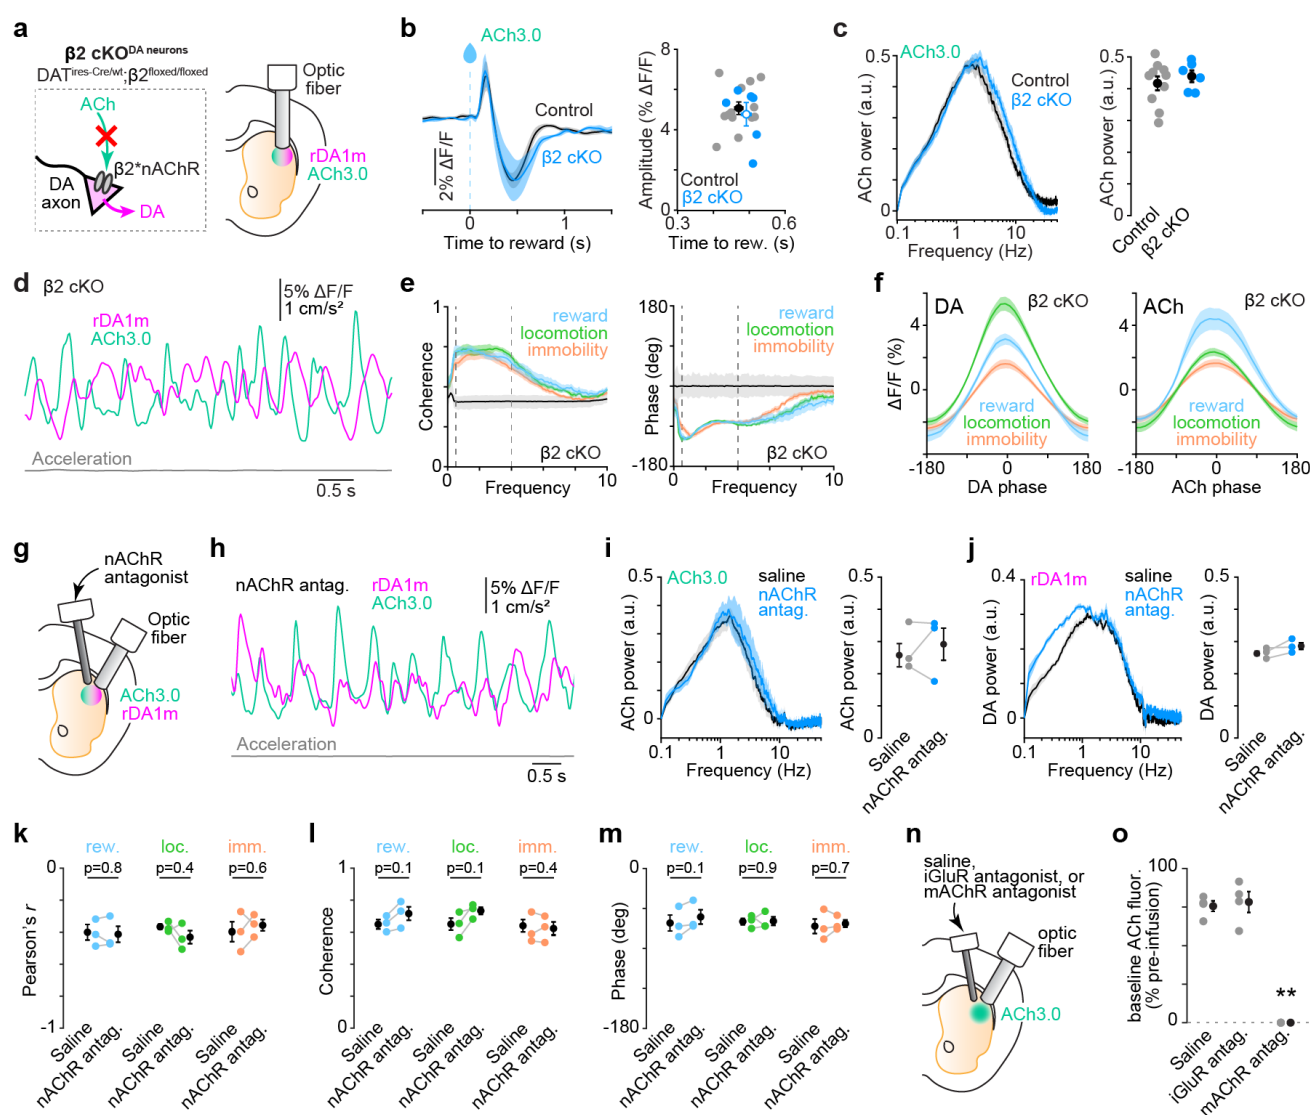 a
β2 cKO^DA neurons
DAT^ires-Cre/wt;β2^floxed/floxed
ACh
β2*nAChR
DA
axon
DA
Optic
fiber
rDA1m
ACh3.0
b
ACh3.0
Control
β2 cKO
2% ΔF/F
0
1
Time to reward (s)
8
4
0
Amplitude (% ΔF/F)
Control
β2 cKO
0.3
0.6
Time to rew. (s)
c
0.5
0
ACh3.0
Control
β2 cKO
ACh ower (a.u.)
0.1
1
10
Frequency (Hz)
0.5
0
ACh power (a.u.)
Control
β2 cKO
d
β2 cKO
5% ΔF/F
1 cm/s²
rDA1m
ACh3.0
Acceleration
0.5 s
e
1
0
Coherence
reward
locomotion
immobility
β2 cKO
0
10
Frequency
180
-180
Phase (deg)
reward
locomotion
immobility
β2 cKO
0
10
Frequency
f
DA
β2 cKO
4
0
ΔF/F (%)
reward
locomotion
immobility
-180
0
180
DA phase
ACh
β2 cKO
4
0
reward
locomotion
immobility
-180
0
180
ACh phase
g
nAChR
antagonist
Optic
fiber
ACh3.0
rDA1m
h
nAChR antag.
rDA1m
ACh3.0
5% ΔF/F
1 cm/s²
Acceleration
0.5 s
i
0.5
0
ACh3.0
saline
nAChR
antag.
ACh power (a.u.)
0.1
1
10
Frequency (Hz)
0.5
0
ACh power (a.u.)
Saline
nAChR antag.
j
rDA1m
0.4
0
saline
nAChR
antag.
DA power (a.u.)
0.1
1
10
Frequency (Hz)
0.5
0
DA power (a.u.)
Saline
nAChR antag.
k
rew.
loc.
imm.
p=0.8
p=0.4
p=0.6
0
-1
Pearson's r
Saline
nAChR antag.
Saline
nAChR antag.
Saline
nAChR antag.
l
rew.
loc.
imm.
p=0.1
p=0.1
p=0.4
1
0
Coherence
Saline
nAChR antag.
Saline
nAChR antag.
Saline
nAChR antag.
m
rew.
loc.
imm.
p=0.1
p=0.9
p=0.7
0
-180
Phase (deg)
Saline
nAChR antag.
Saline
nAChR antag.
Saline
nAChR antag.
n
saline,
iGluR antagonist, or
mAChR antagonist
optic
fiber
ACh3.0
o
100
0
baseline ACh fluor.
(% pre-infusion)
**
Saline
iGluR antag.
mAChR antag.